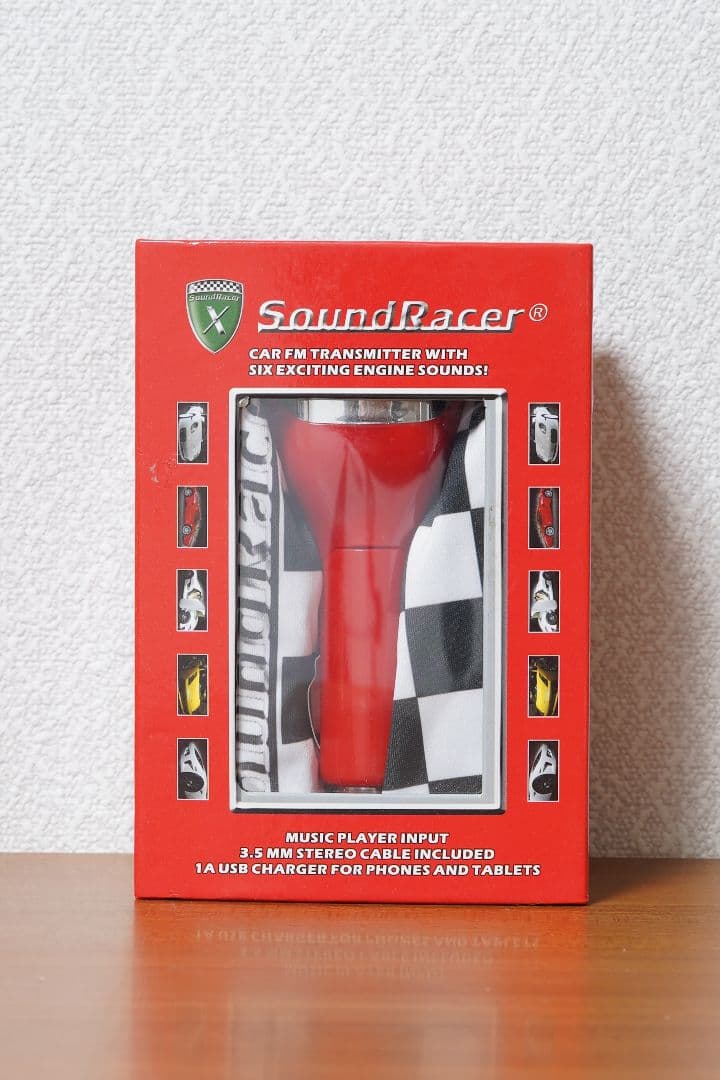 SoundRacer
X
SoundRacer®
CAR FM TRANSMITTER WITH
SIX EXCITING ENGINE SOUNDS!
MUSIC PLAYER INPUT
3.5 MM STEREO CABLE INCLUDED
1A USB CHARGER FOR PHONES AND TABLETS